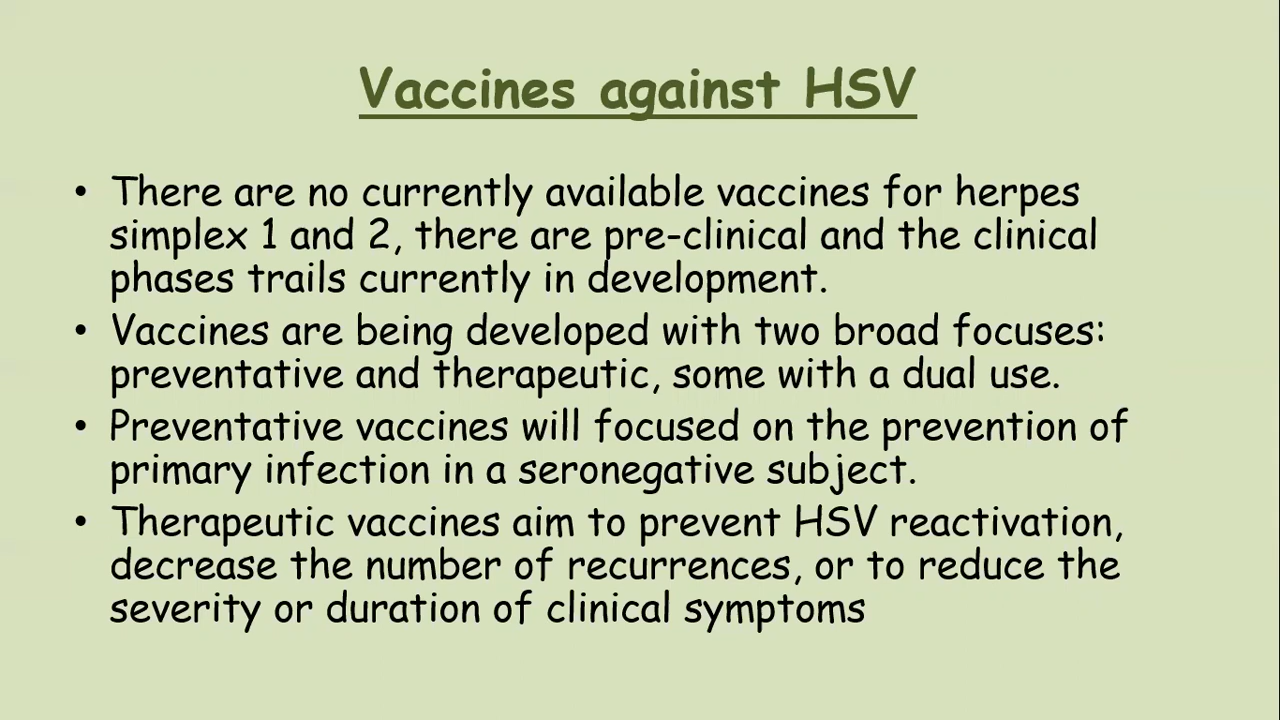 Vaccines against HSV
• There are no currently available vaccines for herpes
simplex 1 and 2, there are pre-clinical and the clinical
phases trails currently in development.
• Vaccines are being developed with two broad focuses:
preventative and therapeutic, some with a dual use.
• Preventative vaccines will focused on the prevention of
primary infection in a seronegative subject.
• Therapeutic vaccines aim to prevent HSV reactivation,
decrease the number of recurrences, or to reduce the
severity or duration of clinical symptoms